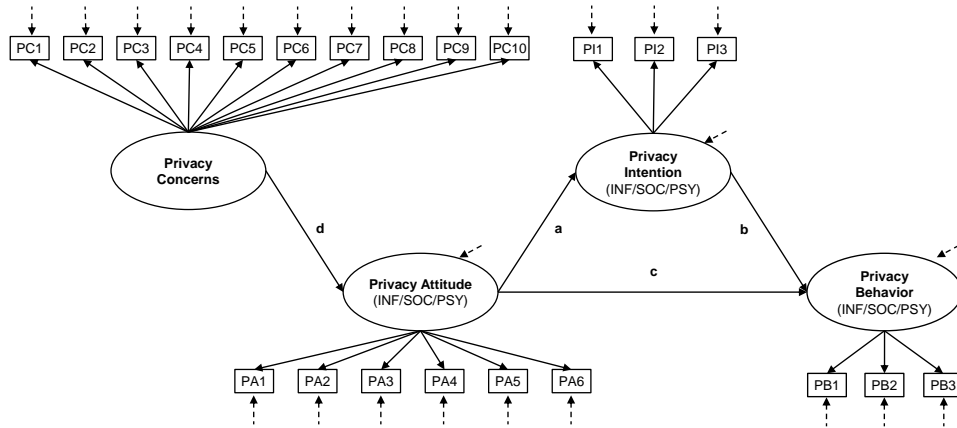 PC1 PC2 PC3 PC4 PC5 PC6 PC7 PC8 PC9 PC10
PI1 PI2 PI3
Privacy
Concerns
Privacy
Intention
(INF/SOC/PSY)
d
a
b
c
Privacy Attitude
(INF/SOC/PSY)
Privacy
Behavior
(INF/SOC/PSY)
PA1 PA2 PA3 PA4 PA5 PA6
PB1 PB2 PB3